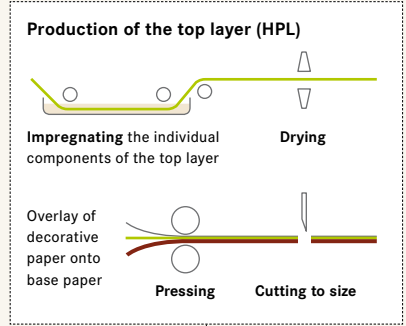 Production of the top layer (HPL)
Impregnating the individual
components of the top layer
Drying
Overlay of
decorative
paper onto
base paper
Pressing
Cutting to size